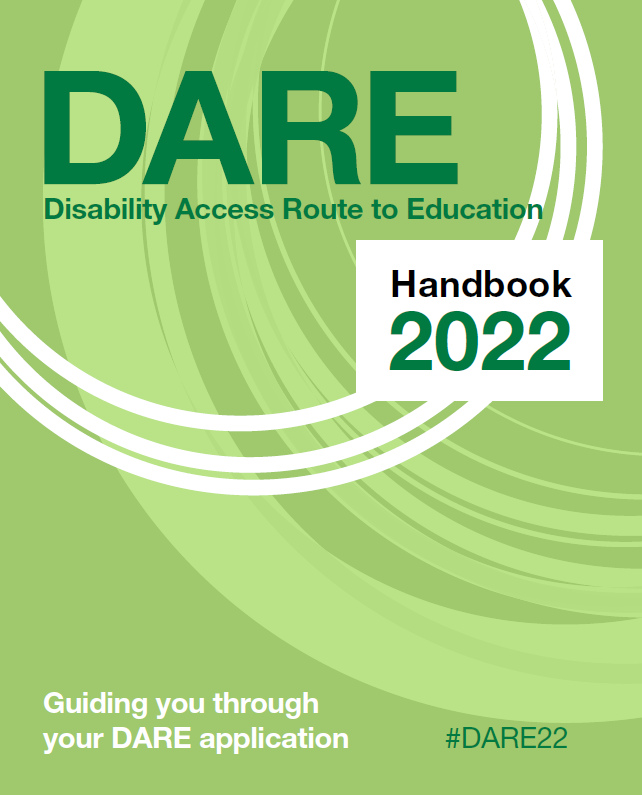 DARE
Disability Access Route to Education
Handbook
2022
Guiding you through
your DARE application
#DARE22